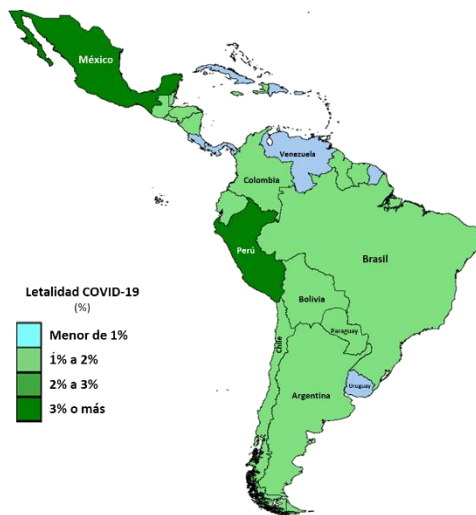 México
Venezuela
Colombia
Perú
Brasil
Bolivia
Paraguay
Chile
Argentina
Uruguay
Letalidad COVID-19
(%)
Menor de 1%
1% a 2%
2% a 3%
3% o más